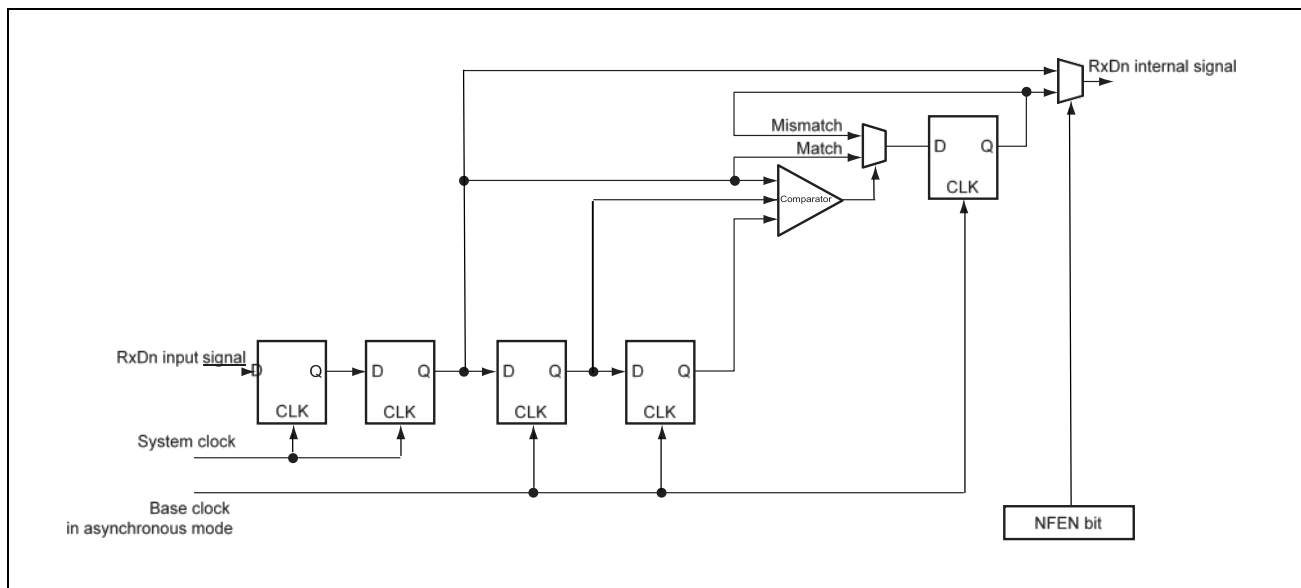 RxDn internal signal
Mismatch
Match
D Q
CLK
Comparator
RxDn input signal
D Q
CLK
D Q
CLK
D Q
CLK
D Q
CLK
System clock
Base clock
in asynchronous mode
NFEN bit